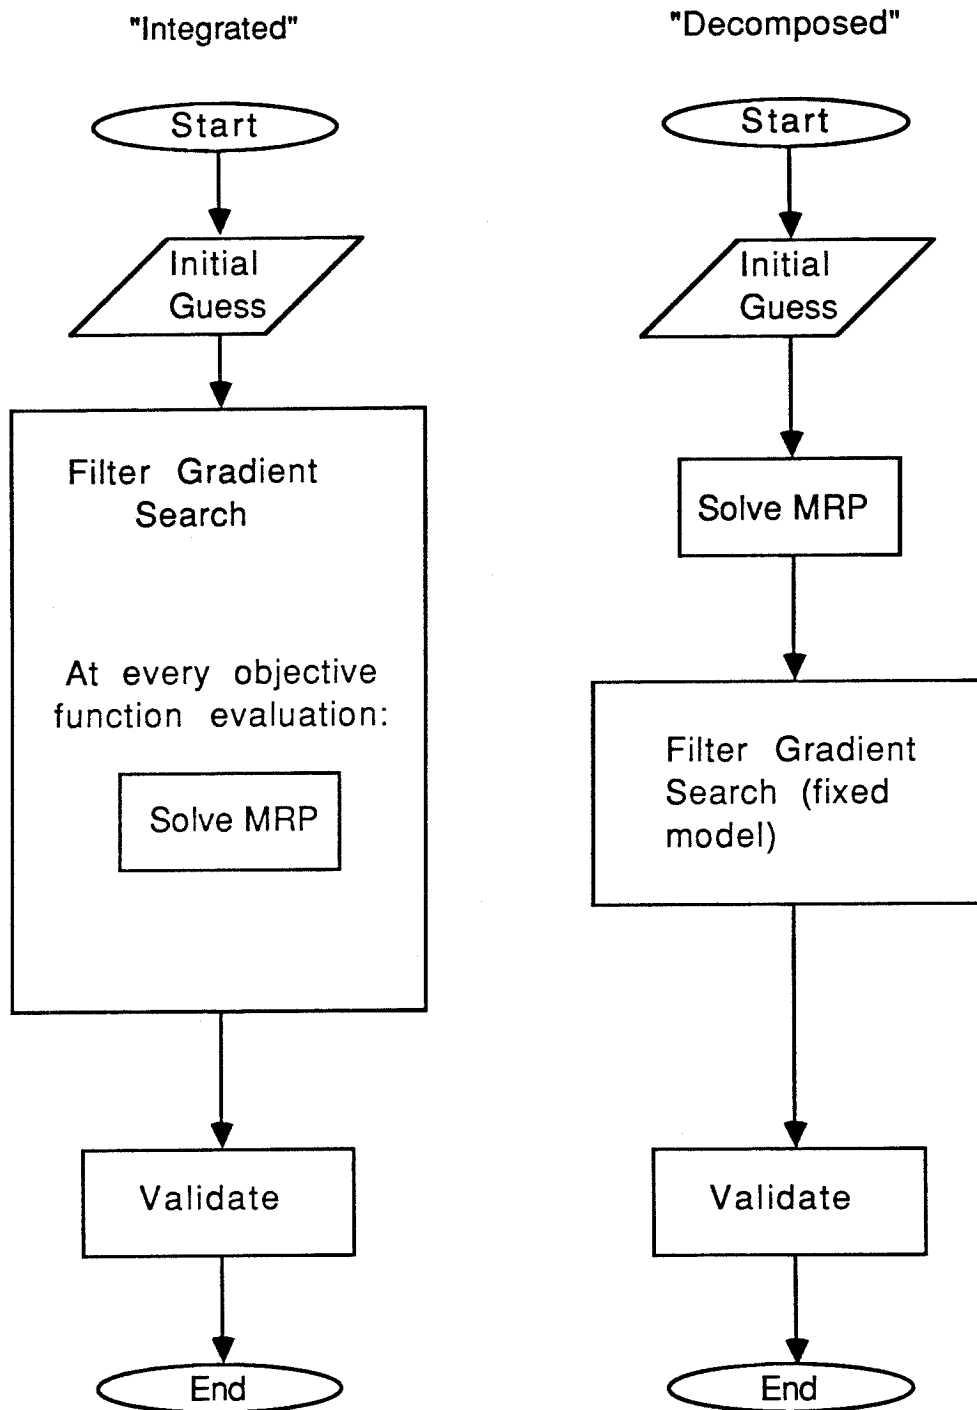 "Integrated"
Start
Initial
Guess
Filter Gradient
Search
At every objective
function evaluation:
Solve MRP
Validate
End
"Decomposed"
Start
Initial
Guess
Solve MRP
Filter Gradient
Search (fixed
model)
Validate
End